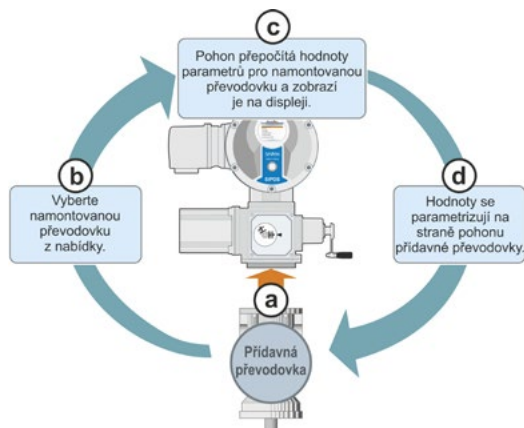 c
Pohon přepočítá hodnoty
parametrů pro namontovanou
převodovku a zobrazí
je na displeji.
b
Vyberte
namontovanou
převodovku
z nabídky.
d
Hodnoty se
parametrizují na
straně pohonu
přídavné převodovky.
SIPOS
a
Přídavná
převodovka